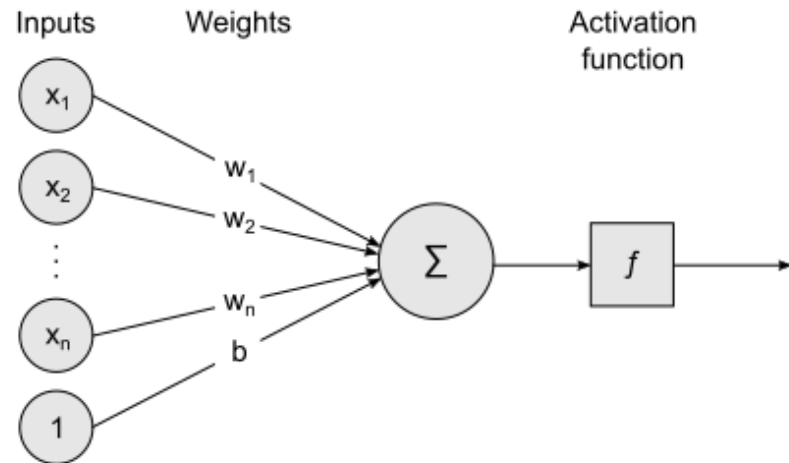 Inputs
Weights
Activation
function
x₁
w₁
x₂
w₂
⋮
Σ
f
wₙ
xₙ
b
1